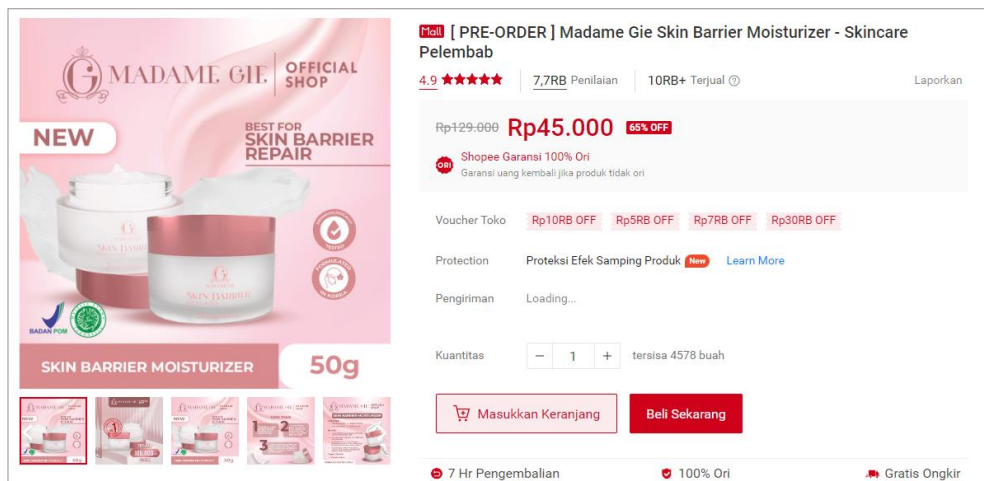 MADAME GIE OFFICIAL SHOP
NEW
BEST FOR
SKIN BARRIER
REPAIR
G
SKIN BARRIER
BADAN POM
SKIN BARRIER MOISTURIZER
50g
Mall [ PRE-ORDER ] Madame Gie Skin Barrier Moisturizer - Skincare
Pelembab
4.9 7,7RB Penilaian 10RB+ Terjual Laporkan
Rp129.000 Rp45.000 65% OFF
ORI Shopee Garansi 100% Ori
Garansi uang kembali jika produk tidak ori
Voucher Toko Rp10RB OFF Rp5RB OFF Rp7RB OFF Rp30RB OFF
Protection Proteksi Efek Samping Produk New Learn More
Pengiriman Loading...
Kuantitas − 1 + tersisa 4578 buah
Masukkan Keranjang Beli Sekarang
7 Hr Pengembalian 100% Ori Gratis Ongkir